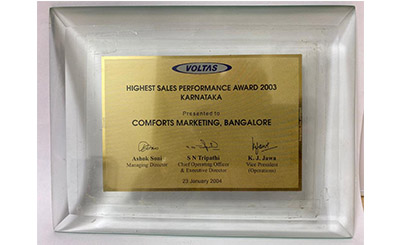 VOLTAS
HIGHEST SALES PERFORMANCE AWARD 2003
KARNATAKA
Presented to
COMFORTS MARKETING, BANGALORE
Ashok Soni S N Tripathi K. J. Jawa
Managing Director Chief Operating Officer Vice President
& Executive Director (Operations)
23 January 2004